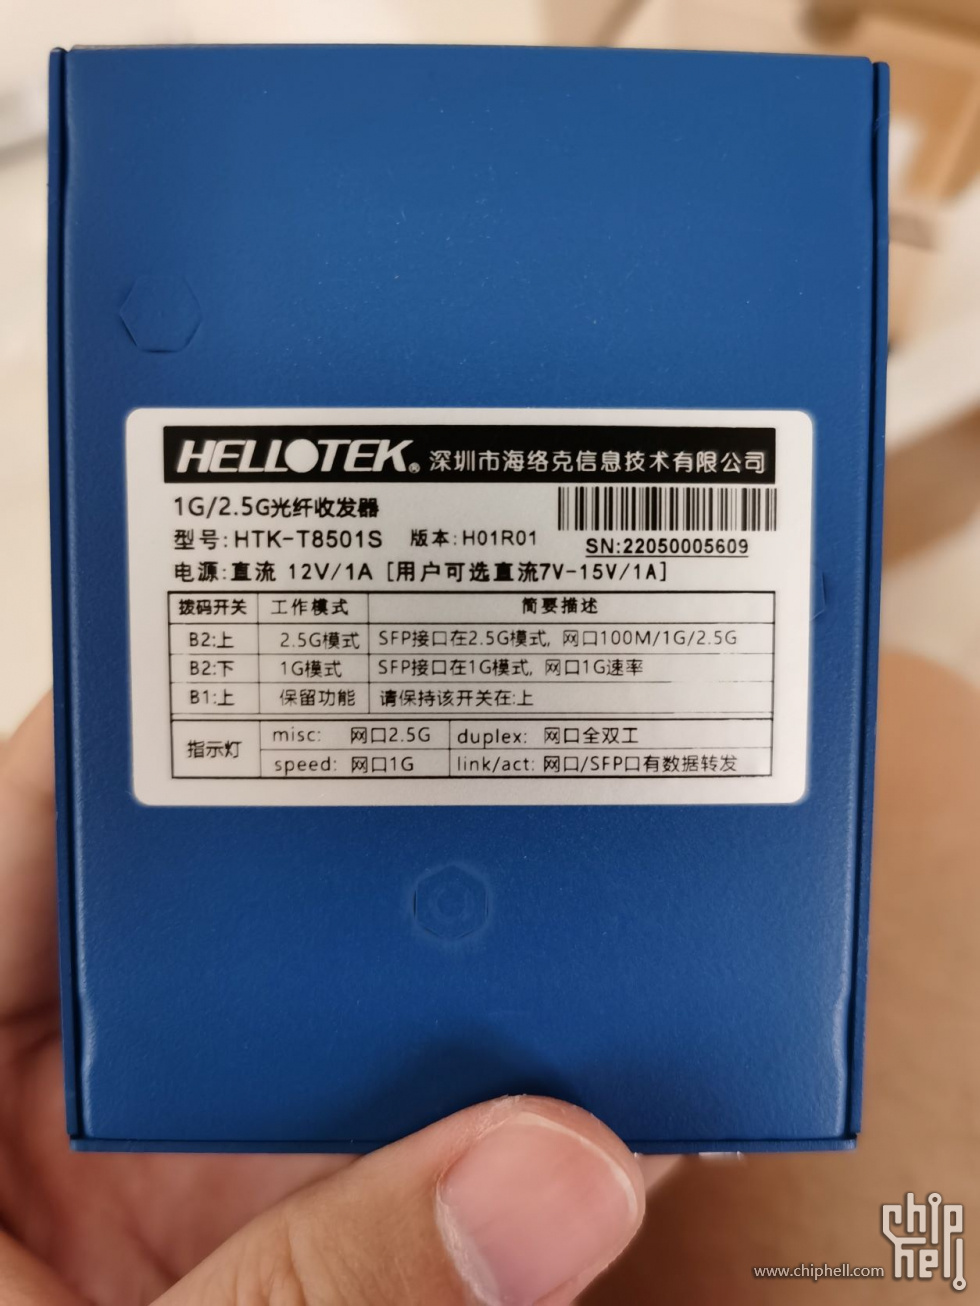 HELLOTEK® 深圳市海络克信息技术有限公司
1G/2.5G光纤收发器
型号:HTK-T8501S 版本:H01R01
SN:22050005609
电源:直流 12V/1A [用户可选直流7V-15V/1A]
拨码开关 工作模式 简要描述
B2:上 2.5G模式 SFP接口在2.5G模式, 网口100M/1G/2.5G
B2:下 1G模式 SFP接口在1G模式, 网口1G速率
B1:上 保留功能 请保持该开关在:上
指示灯 misc: 网口2.5G duplex: 网口全双工
speed: 网口1G link/act: 网口/SFP口有数据转发
chip
hell
www.chiphell.com